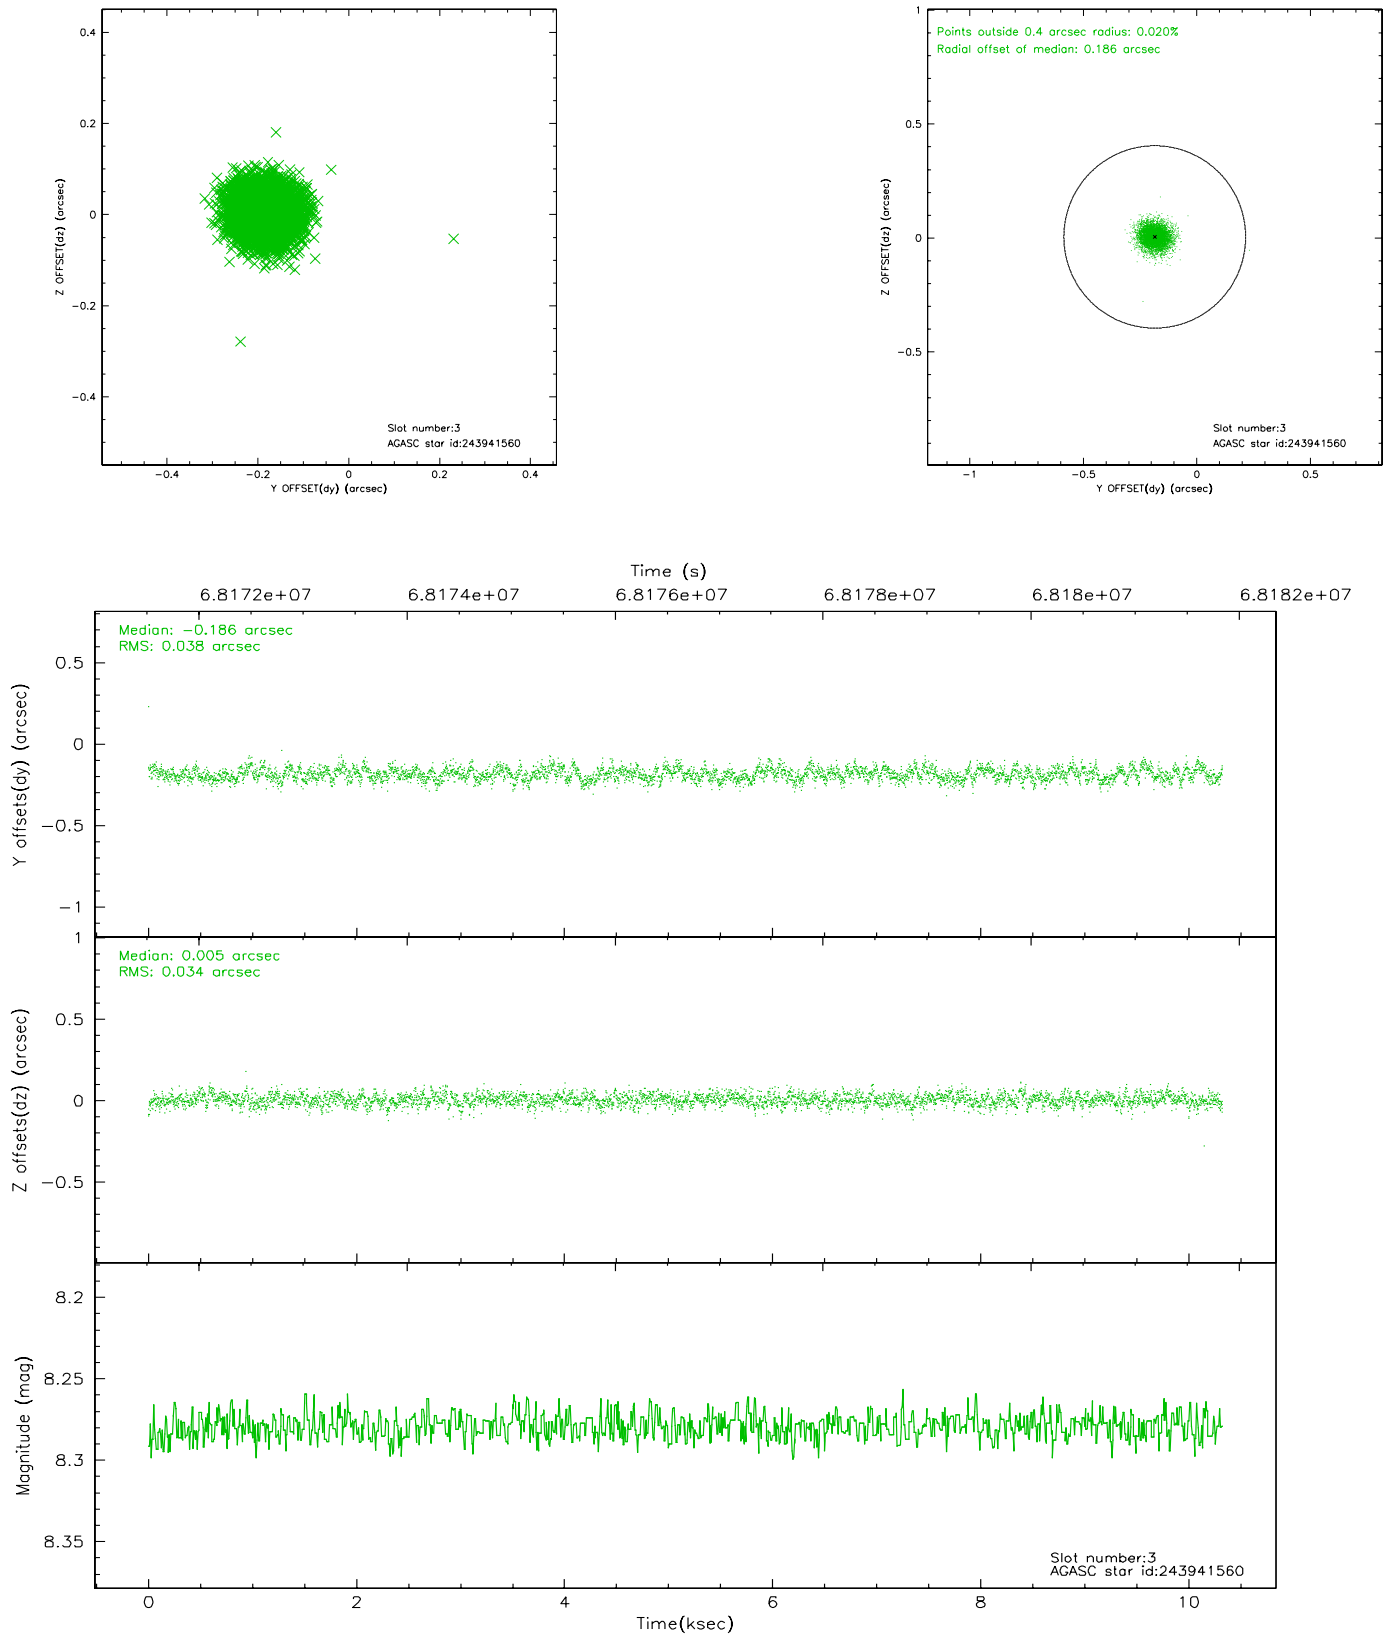 0.4
0.2
0
−0.2
−0.4
Z OFFSET(dz) (arcsec)
Slot number:3
AGASC star id:243941560
−0.4 −0.2 0 0.2 0.4
Y OFFSET(dy) (arcsec)
Points outside 0.4 arcsec radius: 0.020%
Radial offset of median: 0.186 arcsec
1
0.5
0
−0.5
Z OFFSET(dz) (arcsec)
Slot number:3
AGASC star id:243941560
−1 −0.5 0 0.5
Y OFFSET(dy) (arcsec)
Time (s)
6.8172e+07 6.8174e+07 6.8176e+07 6.8178e+07 6.818e+07 6.8182e+07
Median: −0.186 arcsec
RMS: 0.038 arcsec
0.5
0
−0.5
−1
Y offsets(dy) (arcsec)
Median: 0.005 arcsec
RMS: 0.034 arcsec
1
0.5
0
−0.5
Z offsets(dz) (arcsec)
8.2
8.25
8.3
8.35
Magnitude (mag)
Slot number:3
AGASC star id:243941560
0 2 4 6 8 10
Time(ksec)